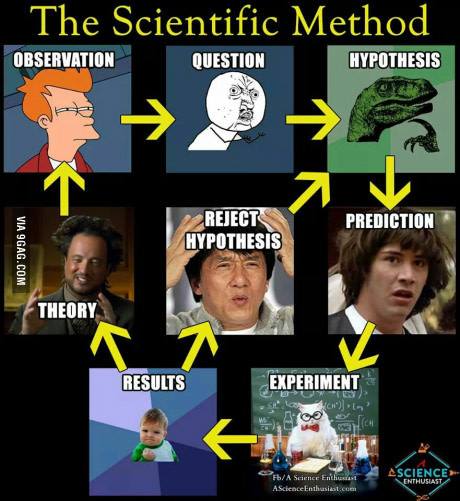 The Scientific Method
OBSERVATION
QUESTION
HYPOTHESIS
REJECT
HYPOTHESIS
PREDICTION
THEORY
VIA 9GAG.COM
RESULTS
EXPERIMENT
Fb/A Science Enthusiast
AScienceEnthusiast.com
A SCIENCE
ENTHUSIAST